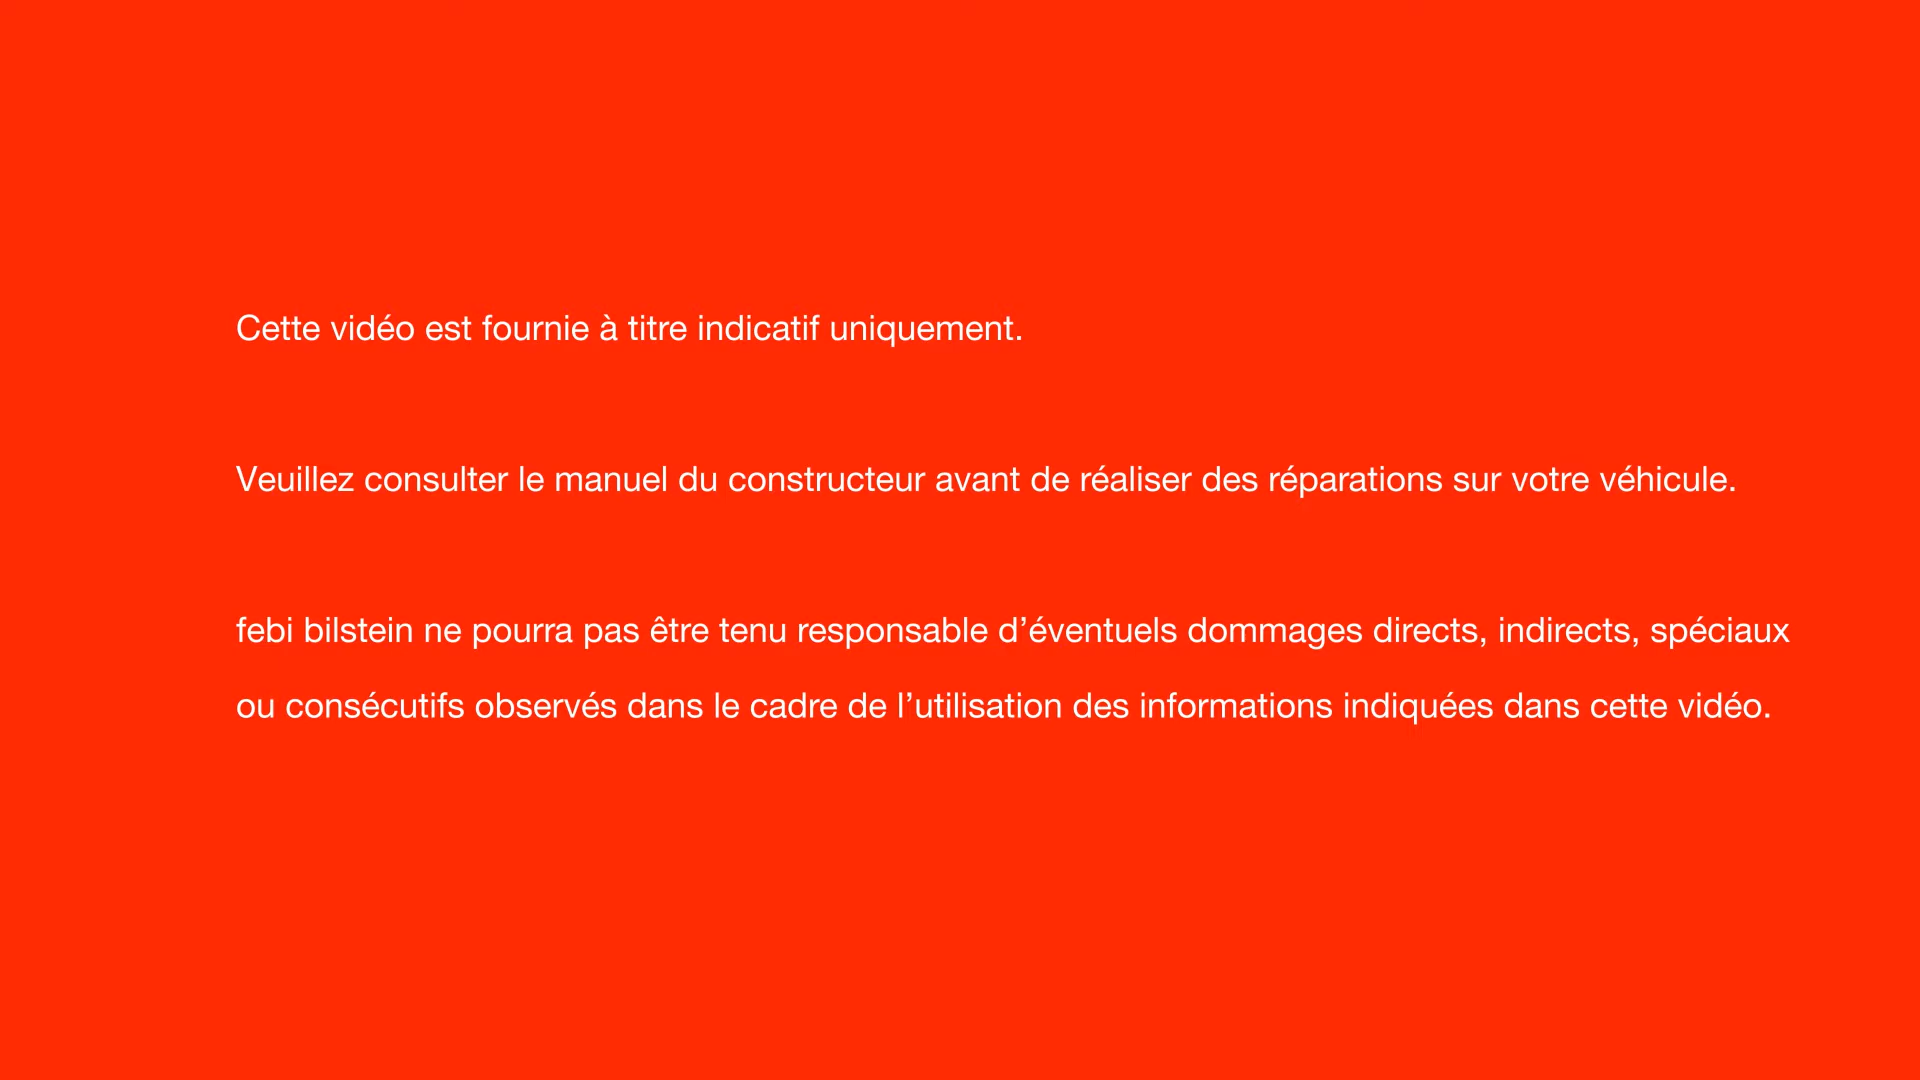 Cette vidéo est fournie à titre indicatif uniquement.
Veuillez consulter le manuel du constructeur avant de réaliser des réparations sur votre véhicule.
febi bilstein ne pourra pas être tenu responsable d’éventuels dommages directs, indirects, spéciaux
ou consécutifs observés dans le cadre de l’utilisation des informations indiquées dans cette vidéo.